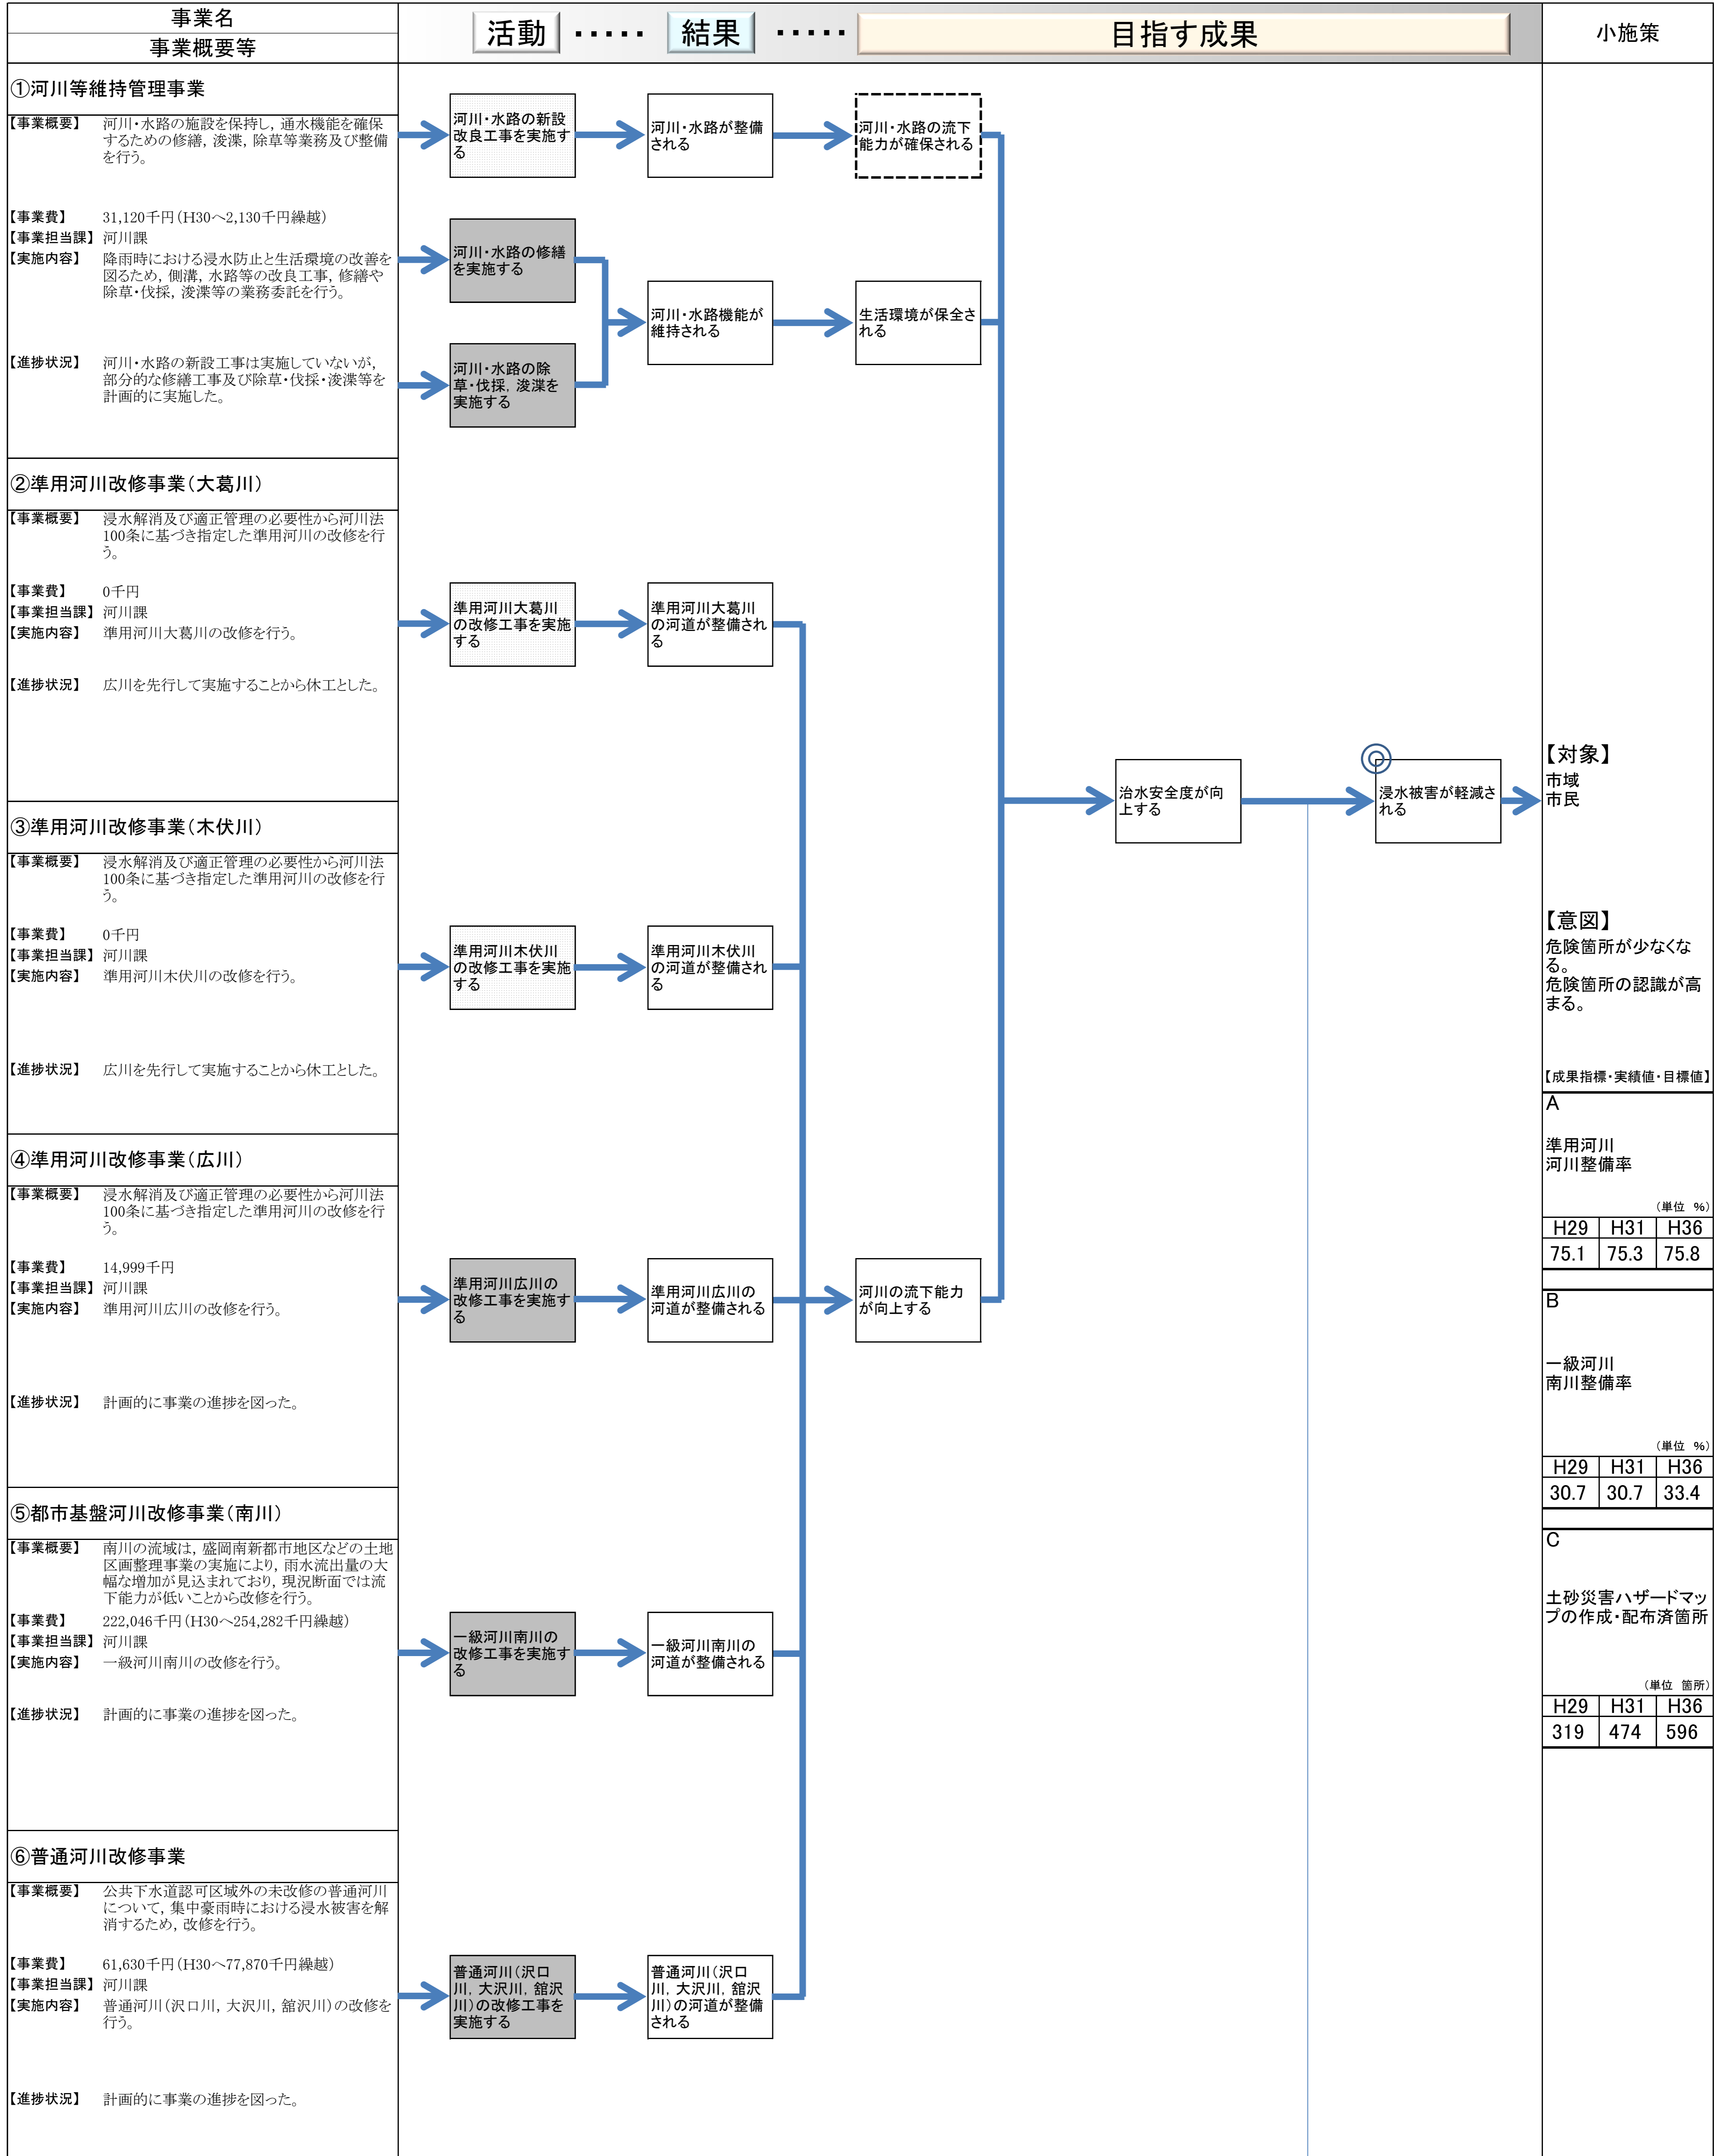 事業名
事業概要等
活動 ・・・・・ 結果 ・・・・・ 目指す成果
小施策
①河川等維持管理事業
【事業概要】 河川・水路の施設を保持し，通水機能を確保
するための修繕，浚渫，除草等業務及び整備
を行う。
【事業費】 31,120千円（H30へ2,130千円繰越）
【事業担当課】 河川課
【実施内容】 降雨時における浸水防止と生活環境の改善を
図るため，側溝，水路等の改良工事，修繕や
除草・伐採，浚渫等の業務委託を行う。
【進捗状況】 河川・水路の新設工事は実施していないが，
部分的な修繕工事及び除草・伐採・浚渫等を
計画的に実施した。
河川・水路の新設
改良工事を実施す
る
河川・水路が整備
される
河川・水路の流下
能力が確保される
河川・水路の修繕
を実施する
河川・水路の除
草・伐採，浚渫を
実施する
河川・水路機能が
維持される
生活環境が保全さ
れる
②準用河川改修事業（大葛川）
【事業概要】 浸水解消及び適正管理の必要性から河川法
100条に基づき指定した準用河川の改修を行
う。
【事業費】 0千円
【事業担当課】 河川課
【実施内容】 準用河川大葛川の改修を行う。
【進捗状況】 広川を先行して実施することから休工とした。
準用河川大葛川
の改修工事を実施
する
準用河川大葛川
の河道が整備され
る
③準用河川改修事業（木伏川）
【事業概要】 浸水解消及び適正管理の必要性から河川法
100条に基づき指定した準用河川の改修を行
う。
【事業費】 0千円
【事業担当課】 河川課
【実施内容】 準用河川木伏川の改修を行う。
【進捗状況】 広川を先行して実施することから休工とした。
準用河川木伏川
の改修工事を実施
する
準用河川木伏川
の河道が整備され
る
④準用河川改修事業（広川）
【事業概要】 浸水解消及び適正管理の必要性から河川法
100条に基づき指定した準用河川の改修を行
う。
【事業費】 14,999千円
【事業担当課】 河川課
【実施内容】 準用河川広川の改修を行う。
【進捗状況】 計画的に事業の進捗を図った。
準用河川広川の
改修工事を実施す
る
準用河川広川の
河道が整備される
河川の流下能力
が向上する
⑤都市基盤河川改修事業（南川）
【事業概要】 南川の流域は，盛岡南新都市地区などの土地
区画整理事業の実施により，雨水流出量の大
幅な増加が見込まれており，現況断面では流
下能力が低いことから改修を行う。
【事業費】 222,046千円（H30へ254,282千円繰越）
【事業担当課】 河川課
【実施内容】 一級河川南川の改修を行う。
【進捗状況】 計画的に事業の進捗を図った。
一級河川南川の
改修工事を実施す
る
一級河川南川の
河道が整備される
⑥普通河川改修事業
【事業概要】 公共下水道認可区域外の未改修の普通河川
について，集中豪雨時における浸水被害を解
消するため，改修を行う。
【事業費】 61,630千円（H30へ77,870千円繰越）
【事業担当課】 河川課
【実施内容】 普通河川（沢口川，大沢川，舘沢川）の改修を
行う。
【進捗状況】 計画的に事業の進捗を図った。
普通河川（沢口
川，大沢川，舘沢
川）の改修工事を
実施する
普通河川（沢口
川，大沢川，舘沢
川）の河道が整備
される
治水安全度が向
上する
浸水被害が軽減さ
れる
【対象】
市域
市民
【意図】
危険箇所が少なくな
る。
危険箇所の認識が高
まる。
【成果指標・実績値・目標値】
A
準用河川
河川整備率
（単位 %）
H29 H31 H36
75.1 75.3 75.8
B
一級河川
南川整備率
（単位 %）
H29 H31 H36
30.7 30.7 33.4
C
土砂災害ハザードマッ
プの作成・配布済箇所
（単位 箇所）
H29 H31 H36
319 474 596